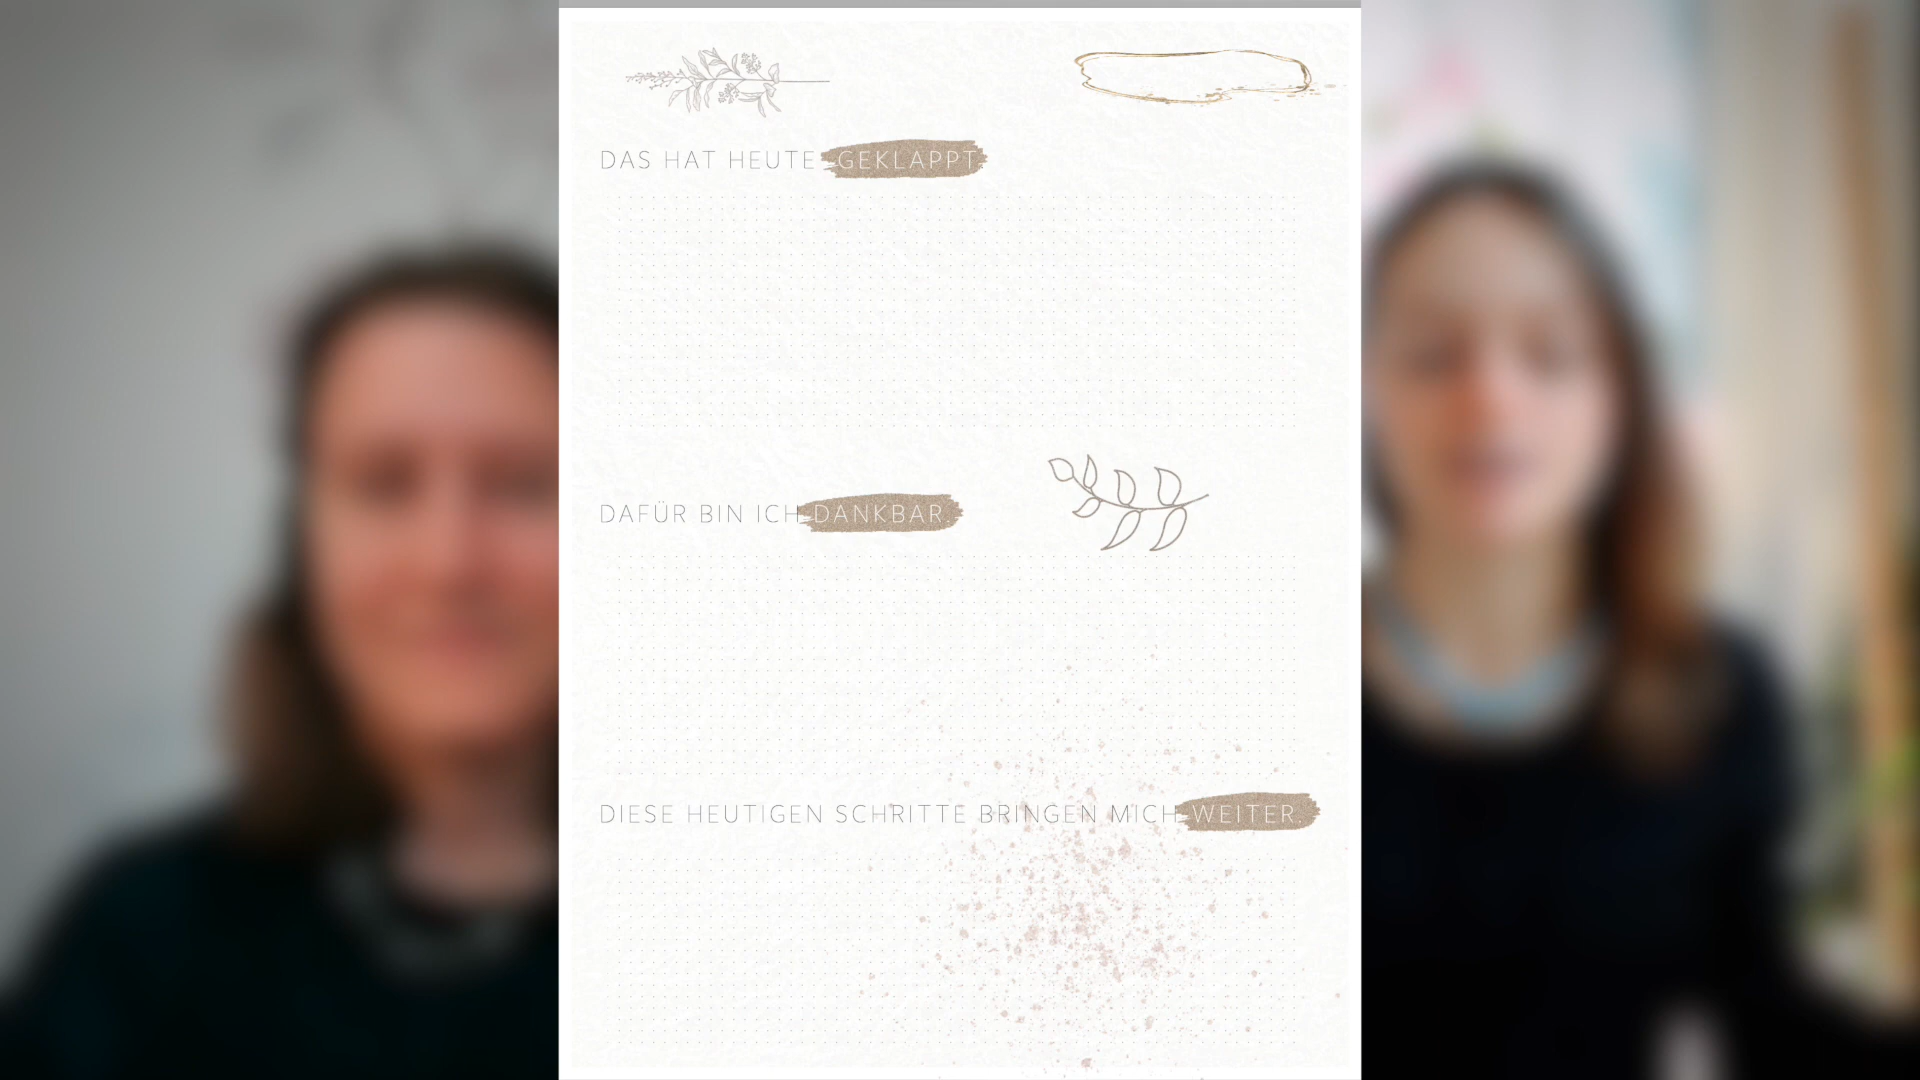 DAS HAT HEUTE GEKLAPPT
DAFÜR BIN ICH DANKBAR
DIESE HEUTIGEN SCHRITTE BRINGEN MICH WEITER.